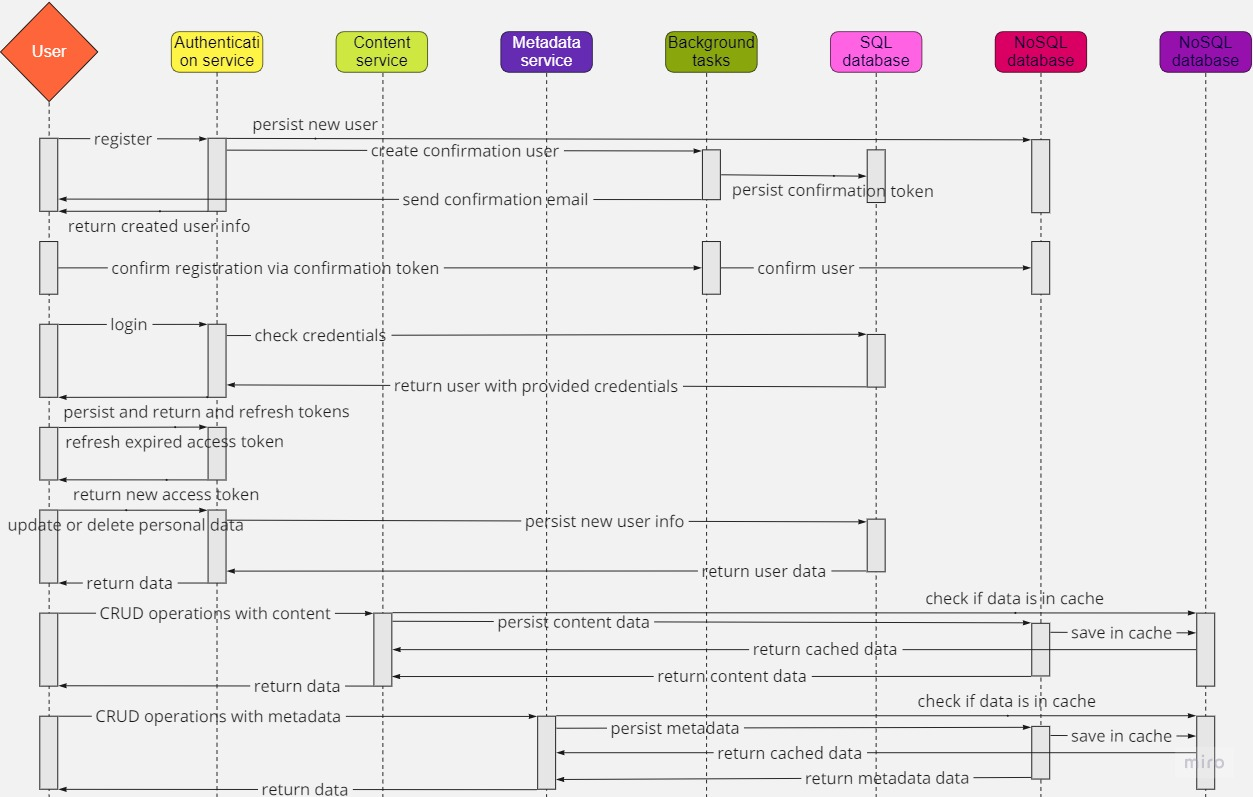 User
Authenticati
on service
Content
service
Metadata
service
Background
tasks
SQL
database
NoSQL
database
NoSQL
database
persist new user
register
create confirmation user
persist confirmation token
send confirmation email
return created user info
confirm registration via confirmation token
confirm user
login
check credentials
return user with provided credentials
persist and return and refresh tokens
refresh expired access token
return new access token
update or delete personal data
persist new user info
return user data
return data
check if data is in cache
CRUD operations with content
persist content data
save in cache
return cached data
return content data
return data
check if data is in cache
CRUD operations with metadata
persist metadata
save in cache
return cached data
miro
return metadata data
return data